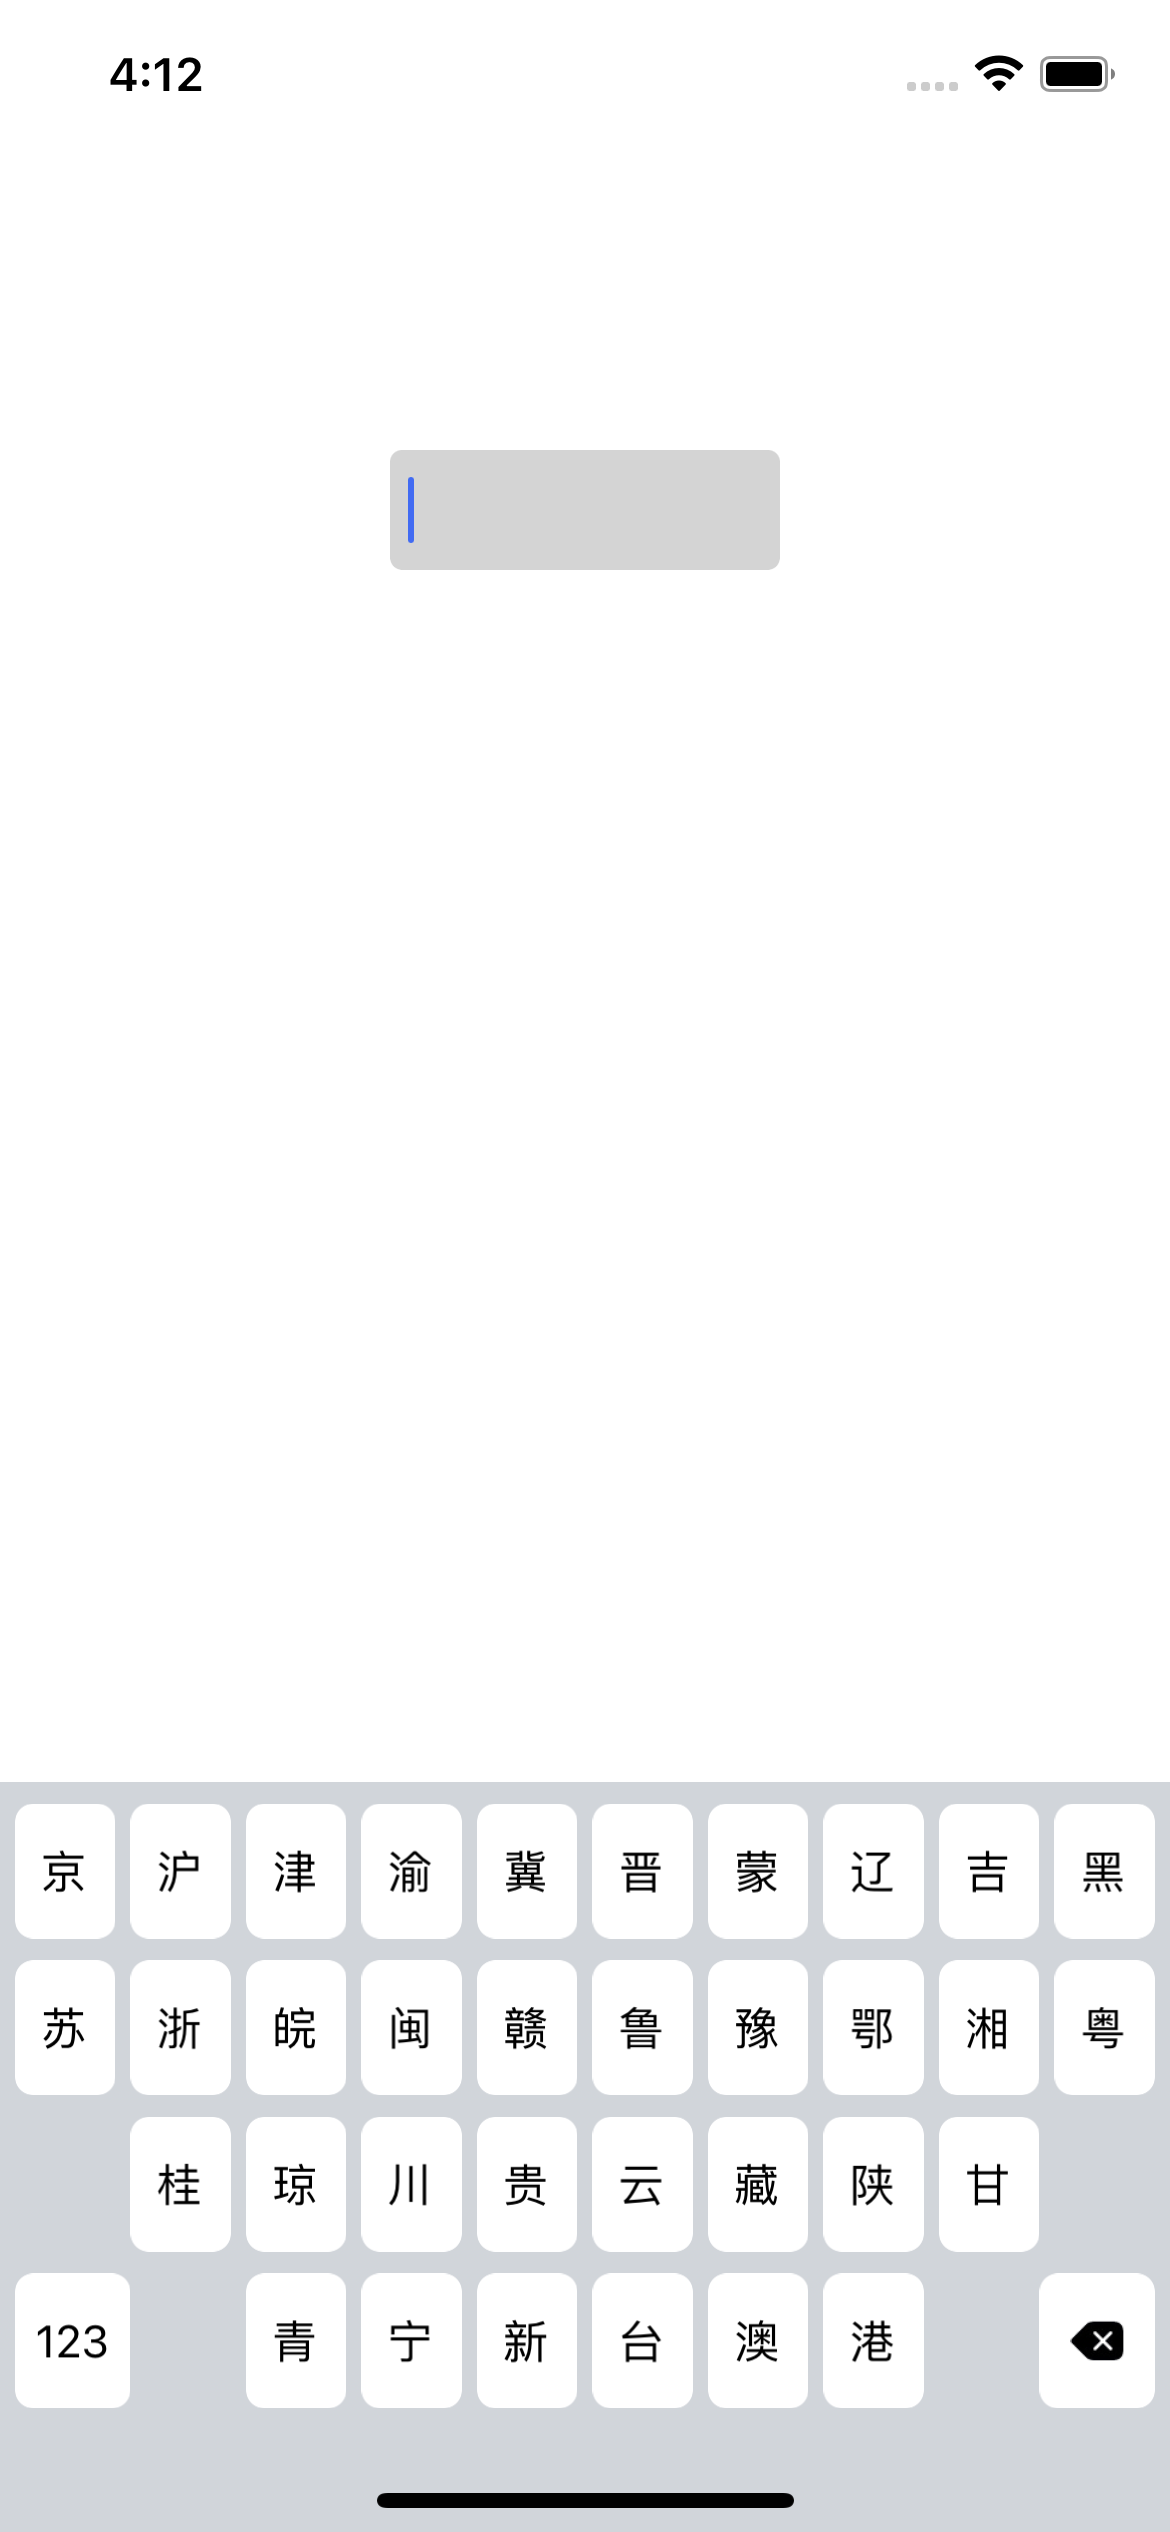 4:12
京 沪 津 渝 冀 晋 蒙 辽 吉 黑
苏 浙 皖 闽 赣 鲁 豫 鄂 湘 粤
桂 琼 川 贵 云 藏 陕 甘
123 青 宁 新 台 澳 港